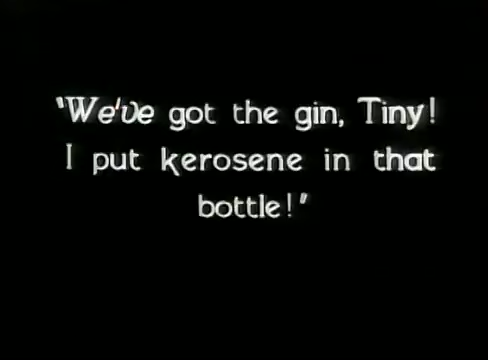 "We've got the gin, Tiny!
I put kerosene in that
bottle!"